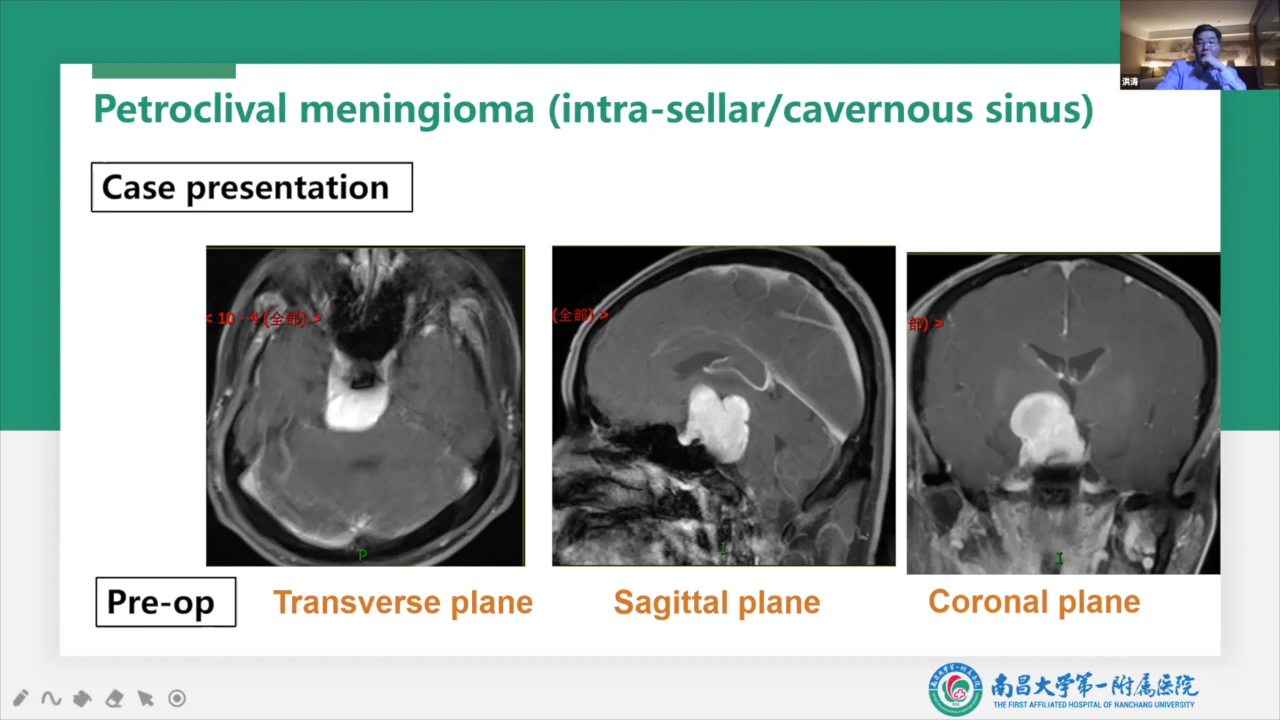 洪涛
Petroclival meningioma (intra-sellar/cavernous sinus)
Case presentation
< 10 - 4 (全部) >
(全部) >
部) >
P
I
I
Pre-op
Transverse plane
Sagittal plane
Coronal plane
南昌大学第一附属医院
THE FIRST AFFILIATED HOSPITAL OF NANCHANG UNIVERSITY